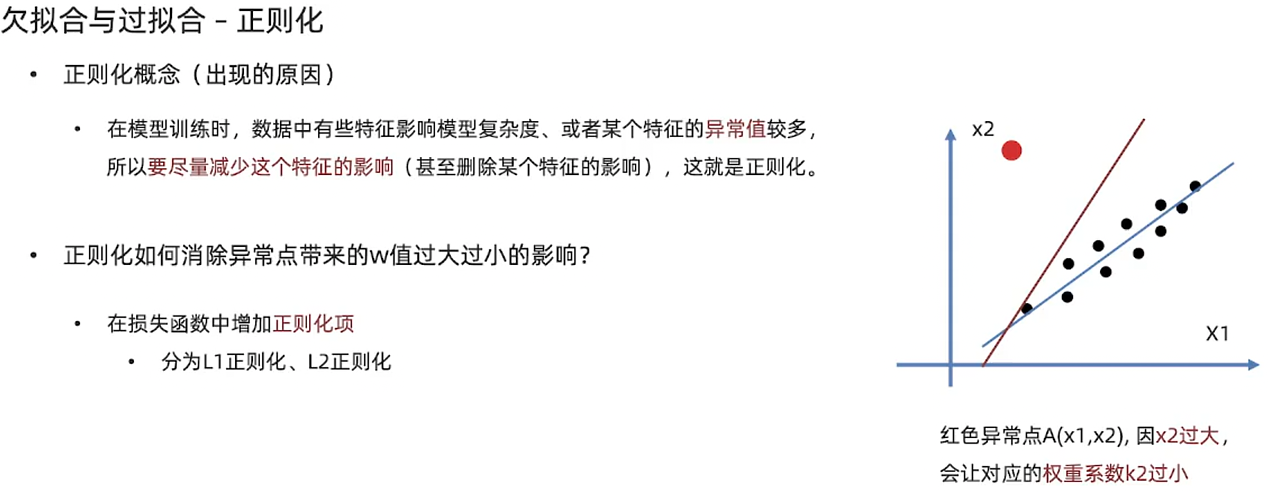 欠拟合与过拟合 – 正则化
• 正则化概念（出现的原因）
• 在模型训练时，数据中有些特征影响模型复杂度、或者某个特征的异常值较多，
所以要尽量减少这个特征的影响（甚至删除某个特征的影响），这就是正则化。
• 正则化如何消除异常点带来的w值过大过小的影响？
• 在损失函数中增加正则化项
• 分为L1正则化、L2正则化
x2
X1
红色异常点A(x1,x2), 因x2过大，
会让对应的权重系数k2过小